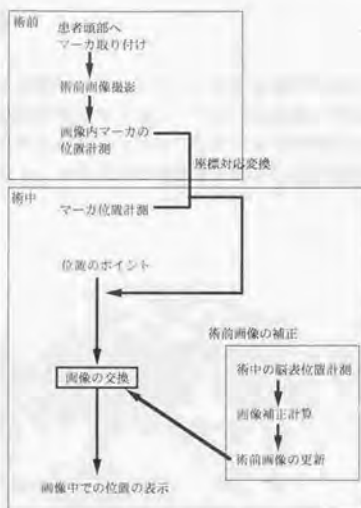 術前
患者頭部へ
マーカ取り付け
術前画像撮影
画像内マーカの
位置計測
座標対応変換
術中
マーカ位置計測
位置のポイント
術前画像の補正
術中の脳表位置計測
画像の交換
画像補正計算
術前画像の更新
画像中での位置の表示